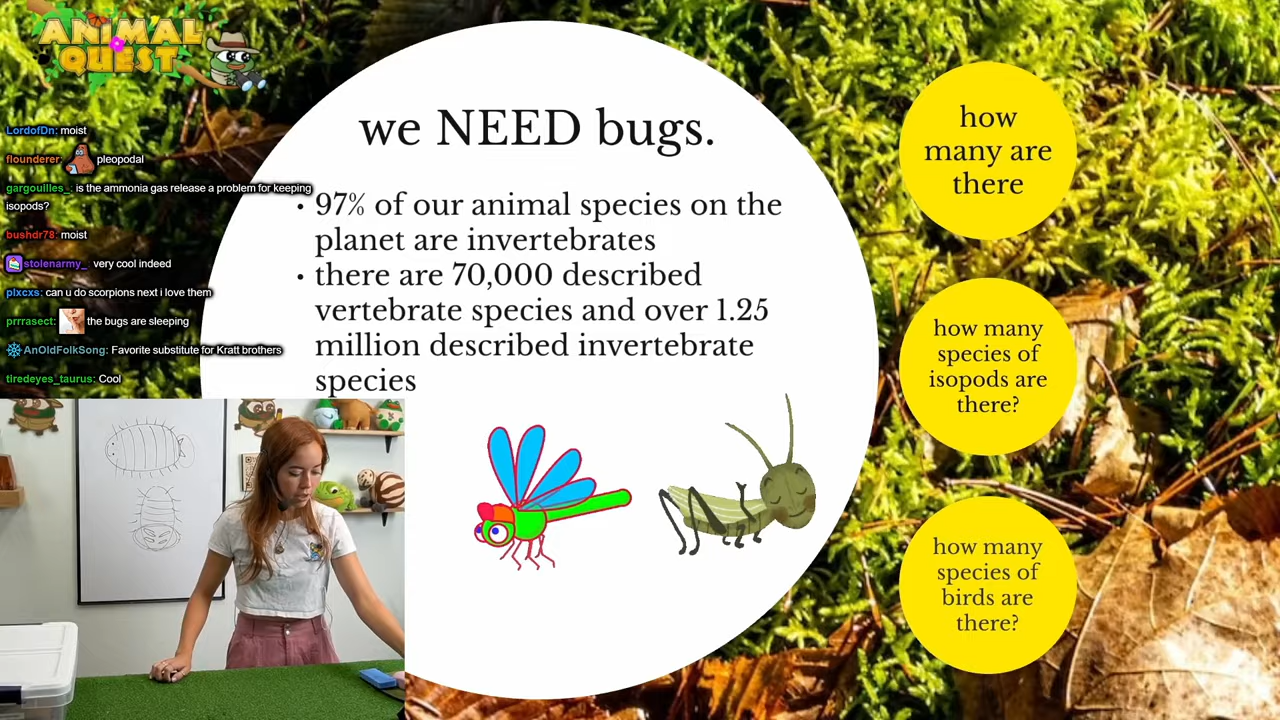 ANIMAL
QUEST
LordofDn: moist
flounderer: pleopodal
gargouilles_: is the ammonia gas release a problem for keeping
isopods?
bushdr78: moist
stolenarmy_: very cool indeed
plxcxs: can u do scorpions next i love them
prrrasect: the bugs are sleeping
AnOldFolkSong: Favorite substitute for Kratt brothers
tiredeyes_taurus: Cool
we NEED bugs.
• 97% of our animal species on the
planet are invertebrates
• there are 70,000 described
vertebrate species and over 1.25
million described invertebrate
species
how
many are
there
how many
species of
isopods are
there?
how many
species of
birds are
there?